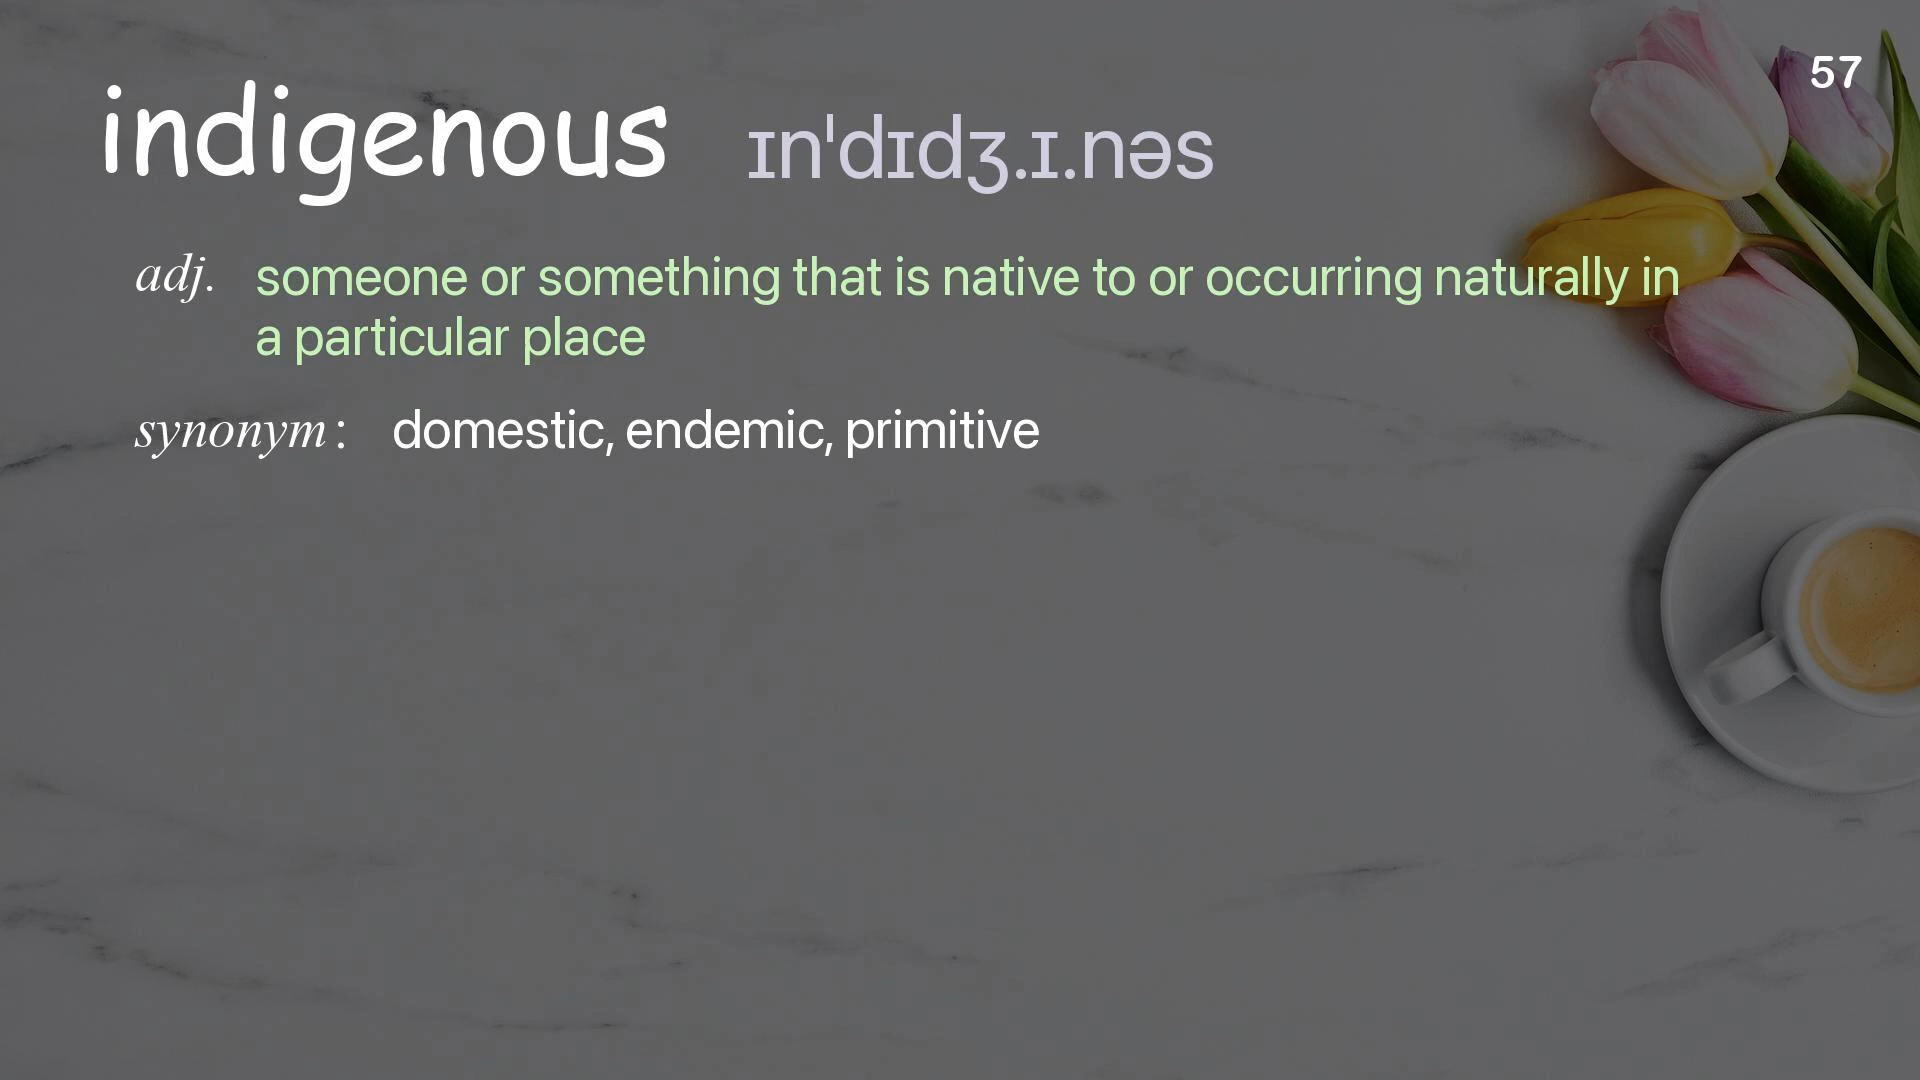 57
indigenous ɪnˈdɪdʒ.ɪ.nəs
adj. someone or something that is native to or occurring naturally in
a particular place
synonym : domestic, endemic, primitive